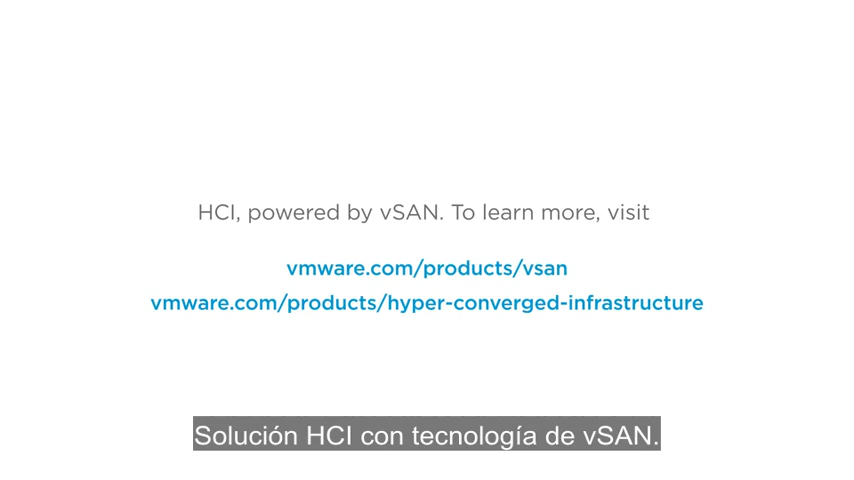 HCI, powered by vSAN. To learn more, visit
vmware.com/products/vsan
vmware.com/products/hyper-converged-infrastructure
Solución HCI con tecnología de vSAN.